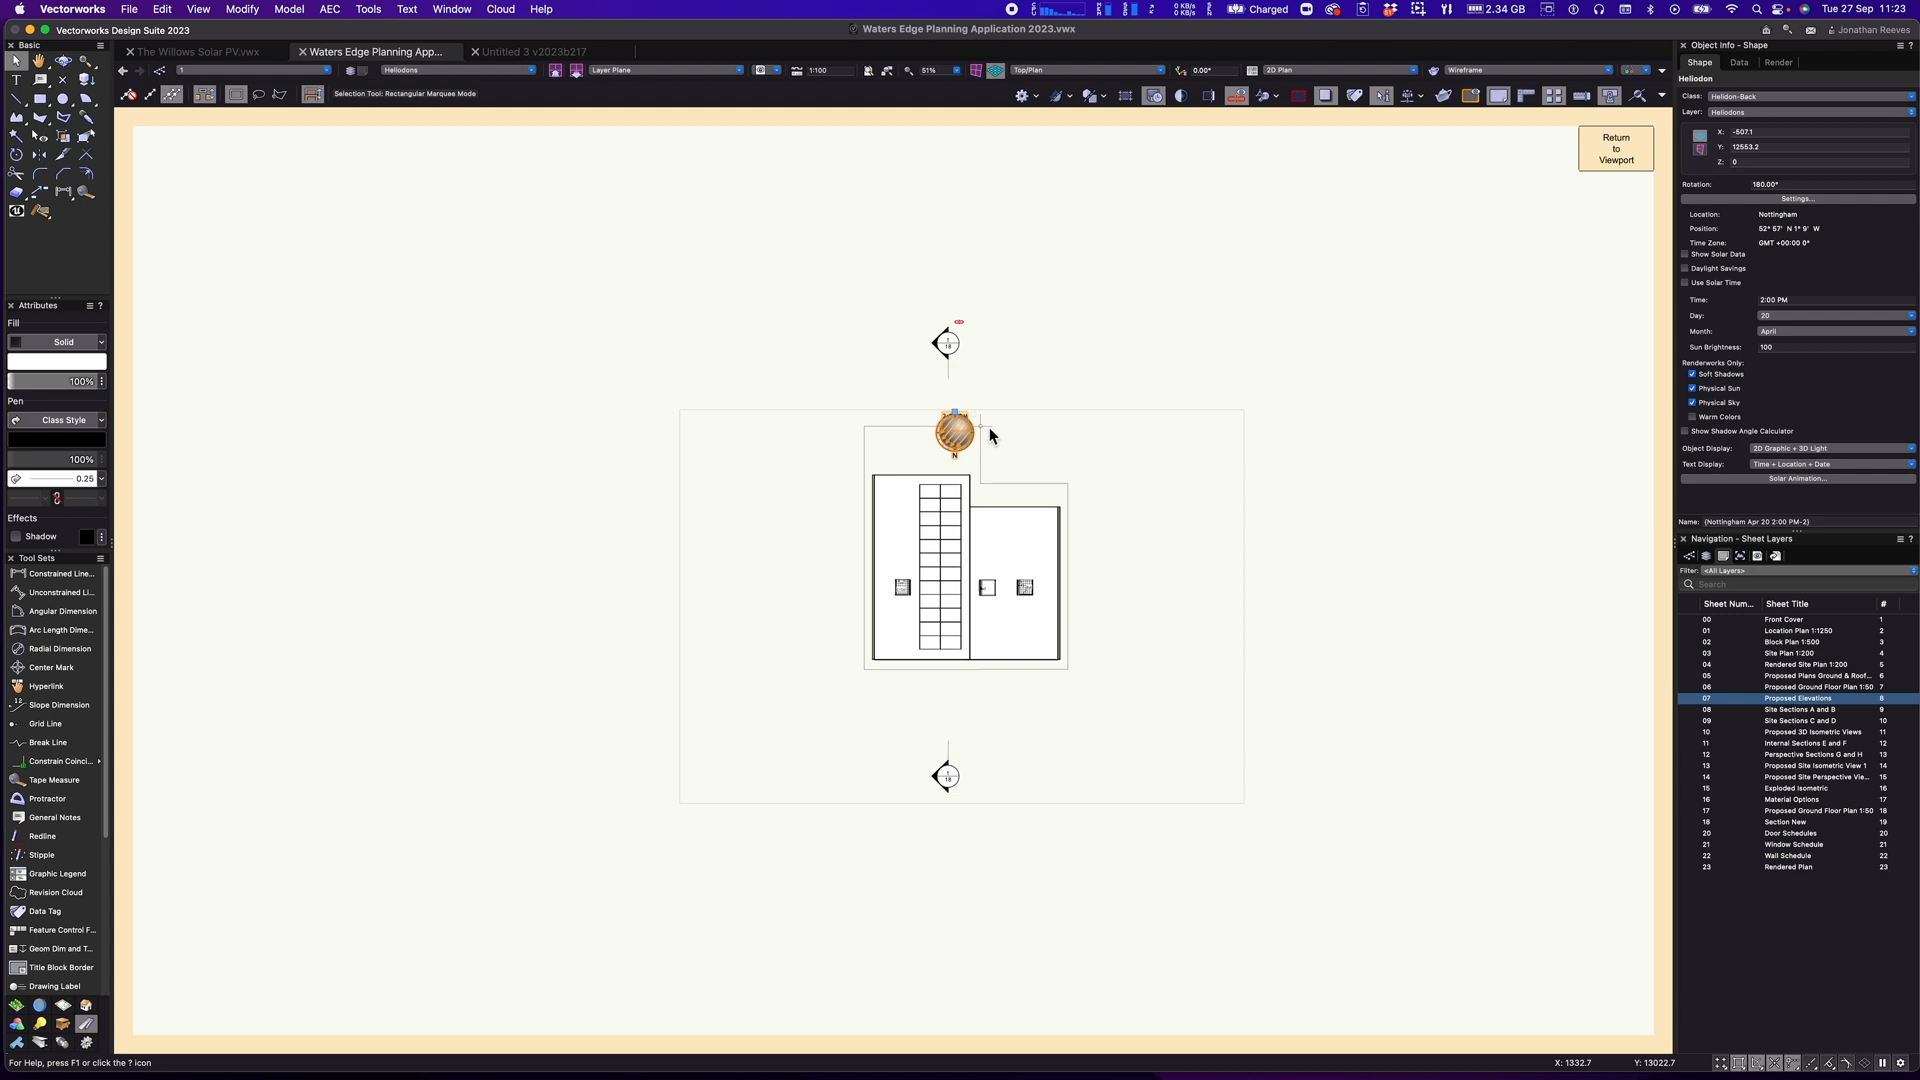 Vectorworks File Edit View Modify Model AEC Tools Text Window Cloud Help
0 KB/s
0 KB/s
Charged
2.34 GB
Tue 27 Sep 11:23
Vectorworks Design Suite 2023
Waters Edge Planning Application 2023.vwx
Jonathan Reeves
Basic
The Willows Solar PV.vwx
Waters Edge Planning App...
Untitled 3 v2023b217
1
Heliodons
Layer Plane
1:100
51%
Top/Plan
0.00°
2D Plan
Wireframe
Selection Tool: Rectangular Marquee Mode
Return
to
Viewport
1
18
N
1
18
Attributes
Fill
Solid
100%
Pen
Class Style
100%
0.25
Effects
Shadow
Tool Sets
Constrained Line...
Unconstrained Li...
Angular Dimension
Arc Length Dime...
Radial Dimension
Center Mark
Hyperlink
Slope Dimension
Grid Line
Break Line
Constrain Coinci...
Tape Measure
Protractor
General Notes
Redline
Stipple
Graphic Legend
Revision Cloud
Data Tag
Feature Control F...
Geom Dim and T...
Title Block Border
Drawing Label
For Help, press F1 or click the ? icon
X: 1332.7
Y: 13022.7
Object Info - Shape
Shape Data Render
Heliodon
Class: Helidon-Back
Layer: Heliodons
X: -507.1
Y: 12553.2
Z: 0
Rotation: 180.00°
Settings...
Location: Nottingham
Position: 52° 57' N 1° 9' W
Time Zone: GMT +00:00 0°
Show Solar Data
Daylight Savings
Use Solar Time
Time: 2:00 PM
Day: 20
Month: April
Sun Brightness: 100
Renderworks Only:
Soft Shadows
Physical Sun
Physical Sky
Warm Colors
Show Shadow Angle Calculator
Object Display: 2D Graphic + 3D Light
Text Display: Time + Location + Date
Solar Animation...
Name: {Nottingham Apr 20 2:00 PM-2}
Navigation - Sheet Layers
Filter: <All Layers>
Search
Sheet Num... Sheet Title #
00 Front Cover 1
01 Location Plan 1:1250 2
02 Block Plan 1:500 3
03 Site Plan 1:200 4
04 Rendered Site Plan 1:200 5
05 Proposed Plans Ground & Roof... 6
06 Proposed Ground Floor Plan 1:50 7
07 Proposed Elevations 8
08 Site Sections A and B 9
09 Site Sections C and D 10
10 Proposed 3D Isometric Views 11
11 Internal Sections E and F 12
12 Perspective Sections G and H 13
13 Proposed Site Isometric View 1 14
14 Proposed Site Perspective Vie... 15
15 Exploded Isometric 16
16 Material Options 17
17 Proposed Ground Floor Plan 1:50 18
18 Section New 19
20 Door Schedules 20
21 Window Schedule 21
22 Wall Schedule 22
23 Rendered Plan 23